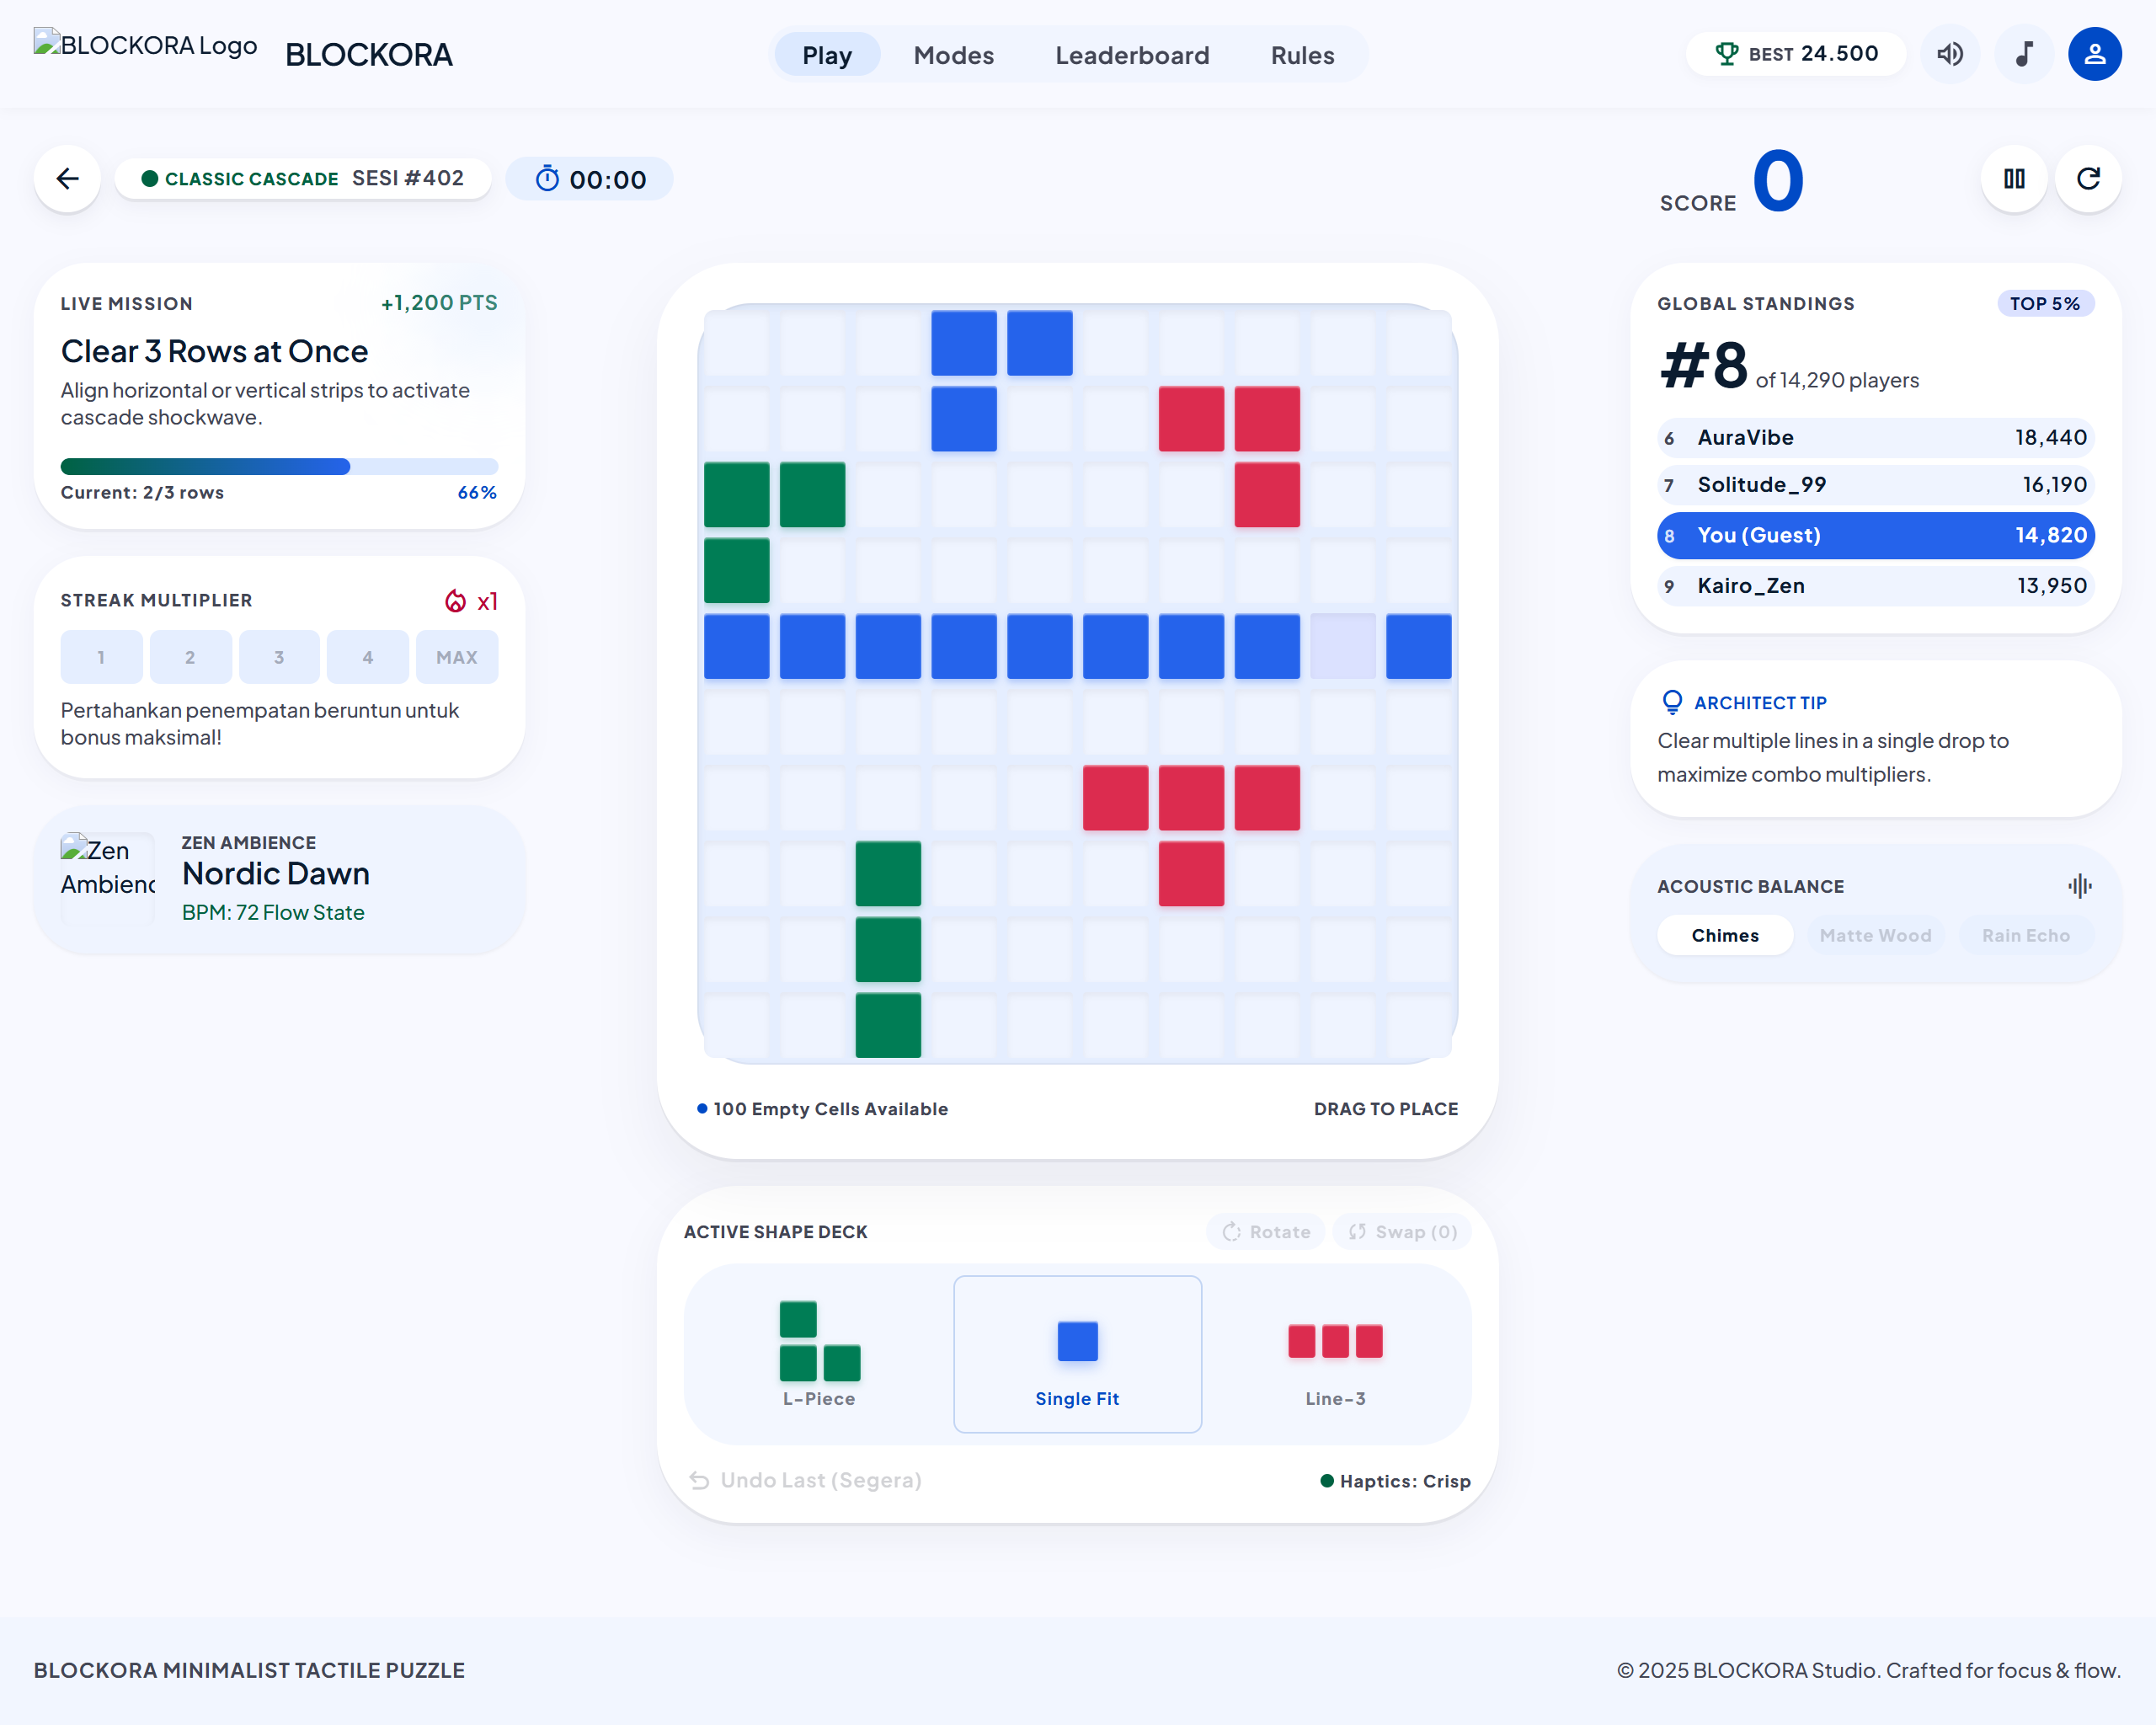 BLOCKORA Logo
BLOCKORA
Play
Modes
Leaderboard
Rules
BEST 24.500
CLASSIC CASCADE SESI #402
00:00
SCORE 0
LIVE MISSION
+1,200 PTS
Clear 3 Rows at Once
Align horizontal or vertical strips to activate
cascade shockwave.
Current: 2/3 rows
66%
STREAK MULTIPLIER
x1
1
2
3
4
MAX
Pertahankan penempatan beruntun untuk
bonus maksimal!
Zen
Ambienc
ZEN AMBIENCE
Nordic Dawn
BPM: 72 Flow State
100 Empty Cells Available
DRAG TO PLACE
ACTIVE SHAPE DECK
Rotate
Swap (0)
L-Piece
Single Fit
Line-3
Undo Last (Segera)
Haptics: Crisp
GLOBAL STANDINGS
TOP 5%
#8 of 14,290 players
6 AuraVibe 18,440
7 Solitude_99 16,190
8 You (Guest) 14,820
9 Kairo_Zen 13,950
ARCHITECT TIP
Clear multiple lines in a single drop to
maximize combo multipliers.
ACOUSTIC BALANCE
Chimes
Matte Wood
Rain Echo
BLOCKORA MINIMALIST TACTILE PUZZLE
© 2025 BLOCKORA Studio. Crafted for focus & flow.